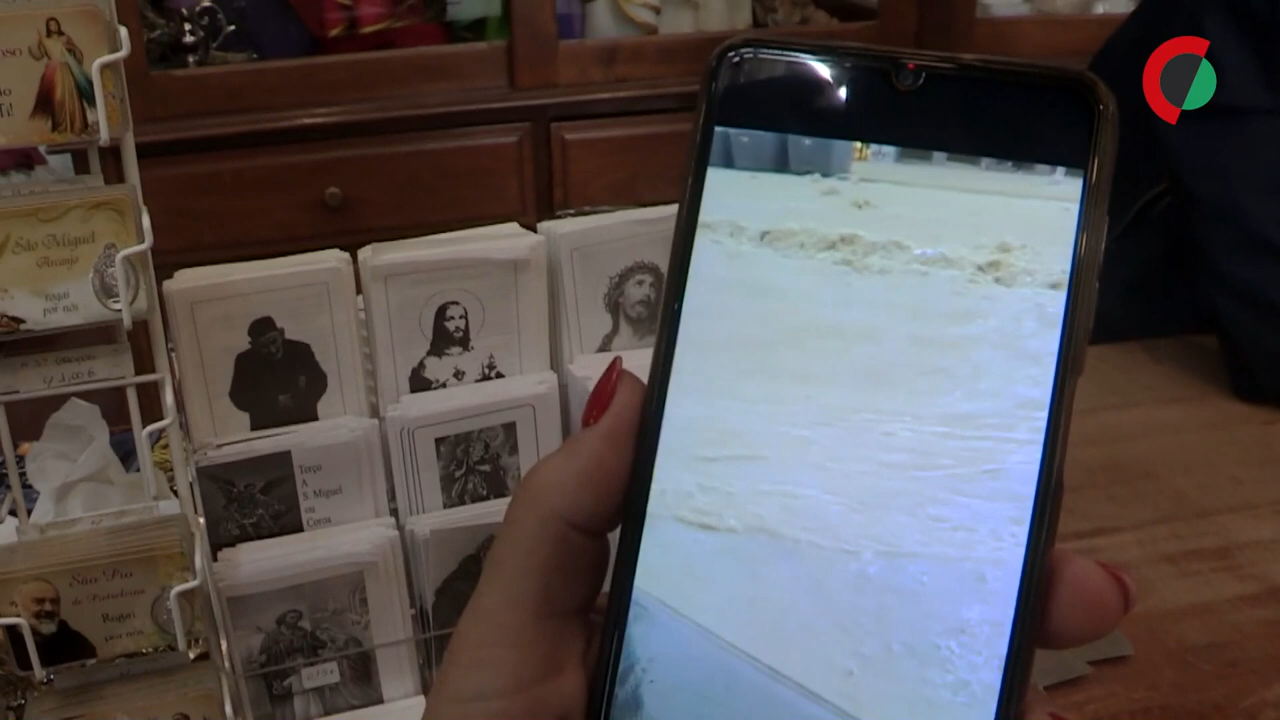 São Miguel
Arcanjo
rogai
por nós
Terço
A
S. Miguel
ou
Coroa
São Pio
de Pietrelcina
Rogai
por nós